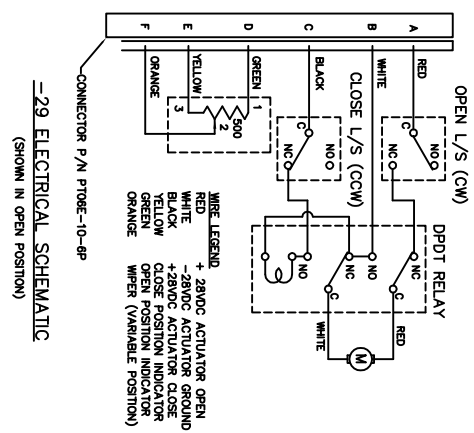 OPEN L/S (CW)
DPDT RELAY
NO
A
RED
C
NC
NC
C
RED
B
WHITE
NO
M
CLOSE L/S (CCW)
NC
C
WHITE
NO
C
BLACK
C
NC
NO
D
GREEN
1
500
2
E
YELLOW
3
F
ORANGE
WIRE LEGEND
RED + 28VDC ACTUATOR OPEN
WHITE -28VDC ACTUATOR GROUND
BLACK +28VDC ACTUATOR CLOSE
YELLOW CLOSE POSITION INDICATOR
GREEN OPEN POSITION INDICATOR
ORANGE WIPER (VARIABLE POSITION)
CONNECTOR P/N PT06E-10-6P
-29 ELECTRICAL SCHEMATIC
(SHOWN IN OPEN POSITION)